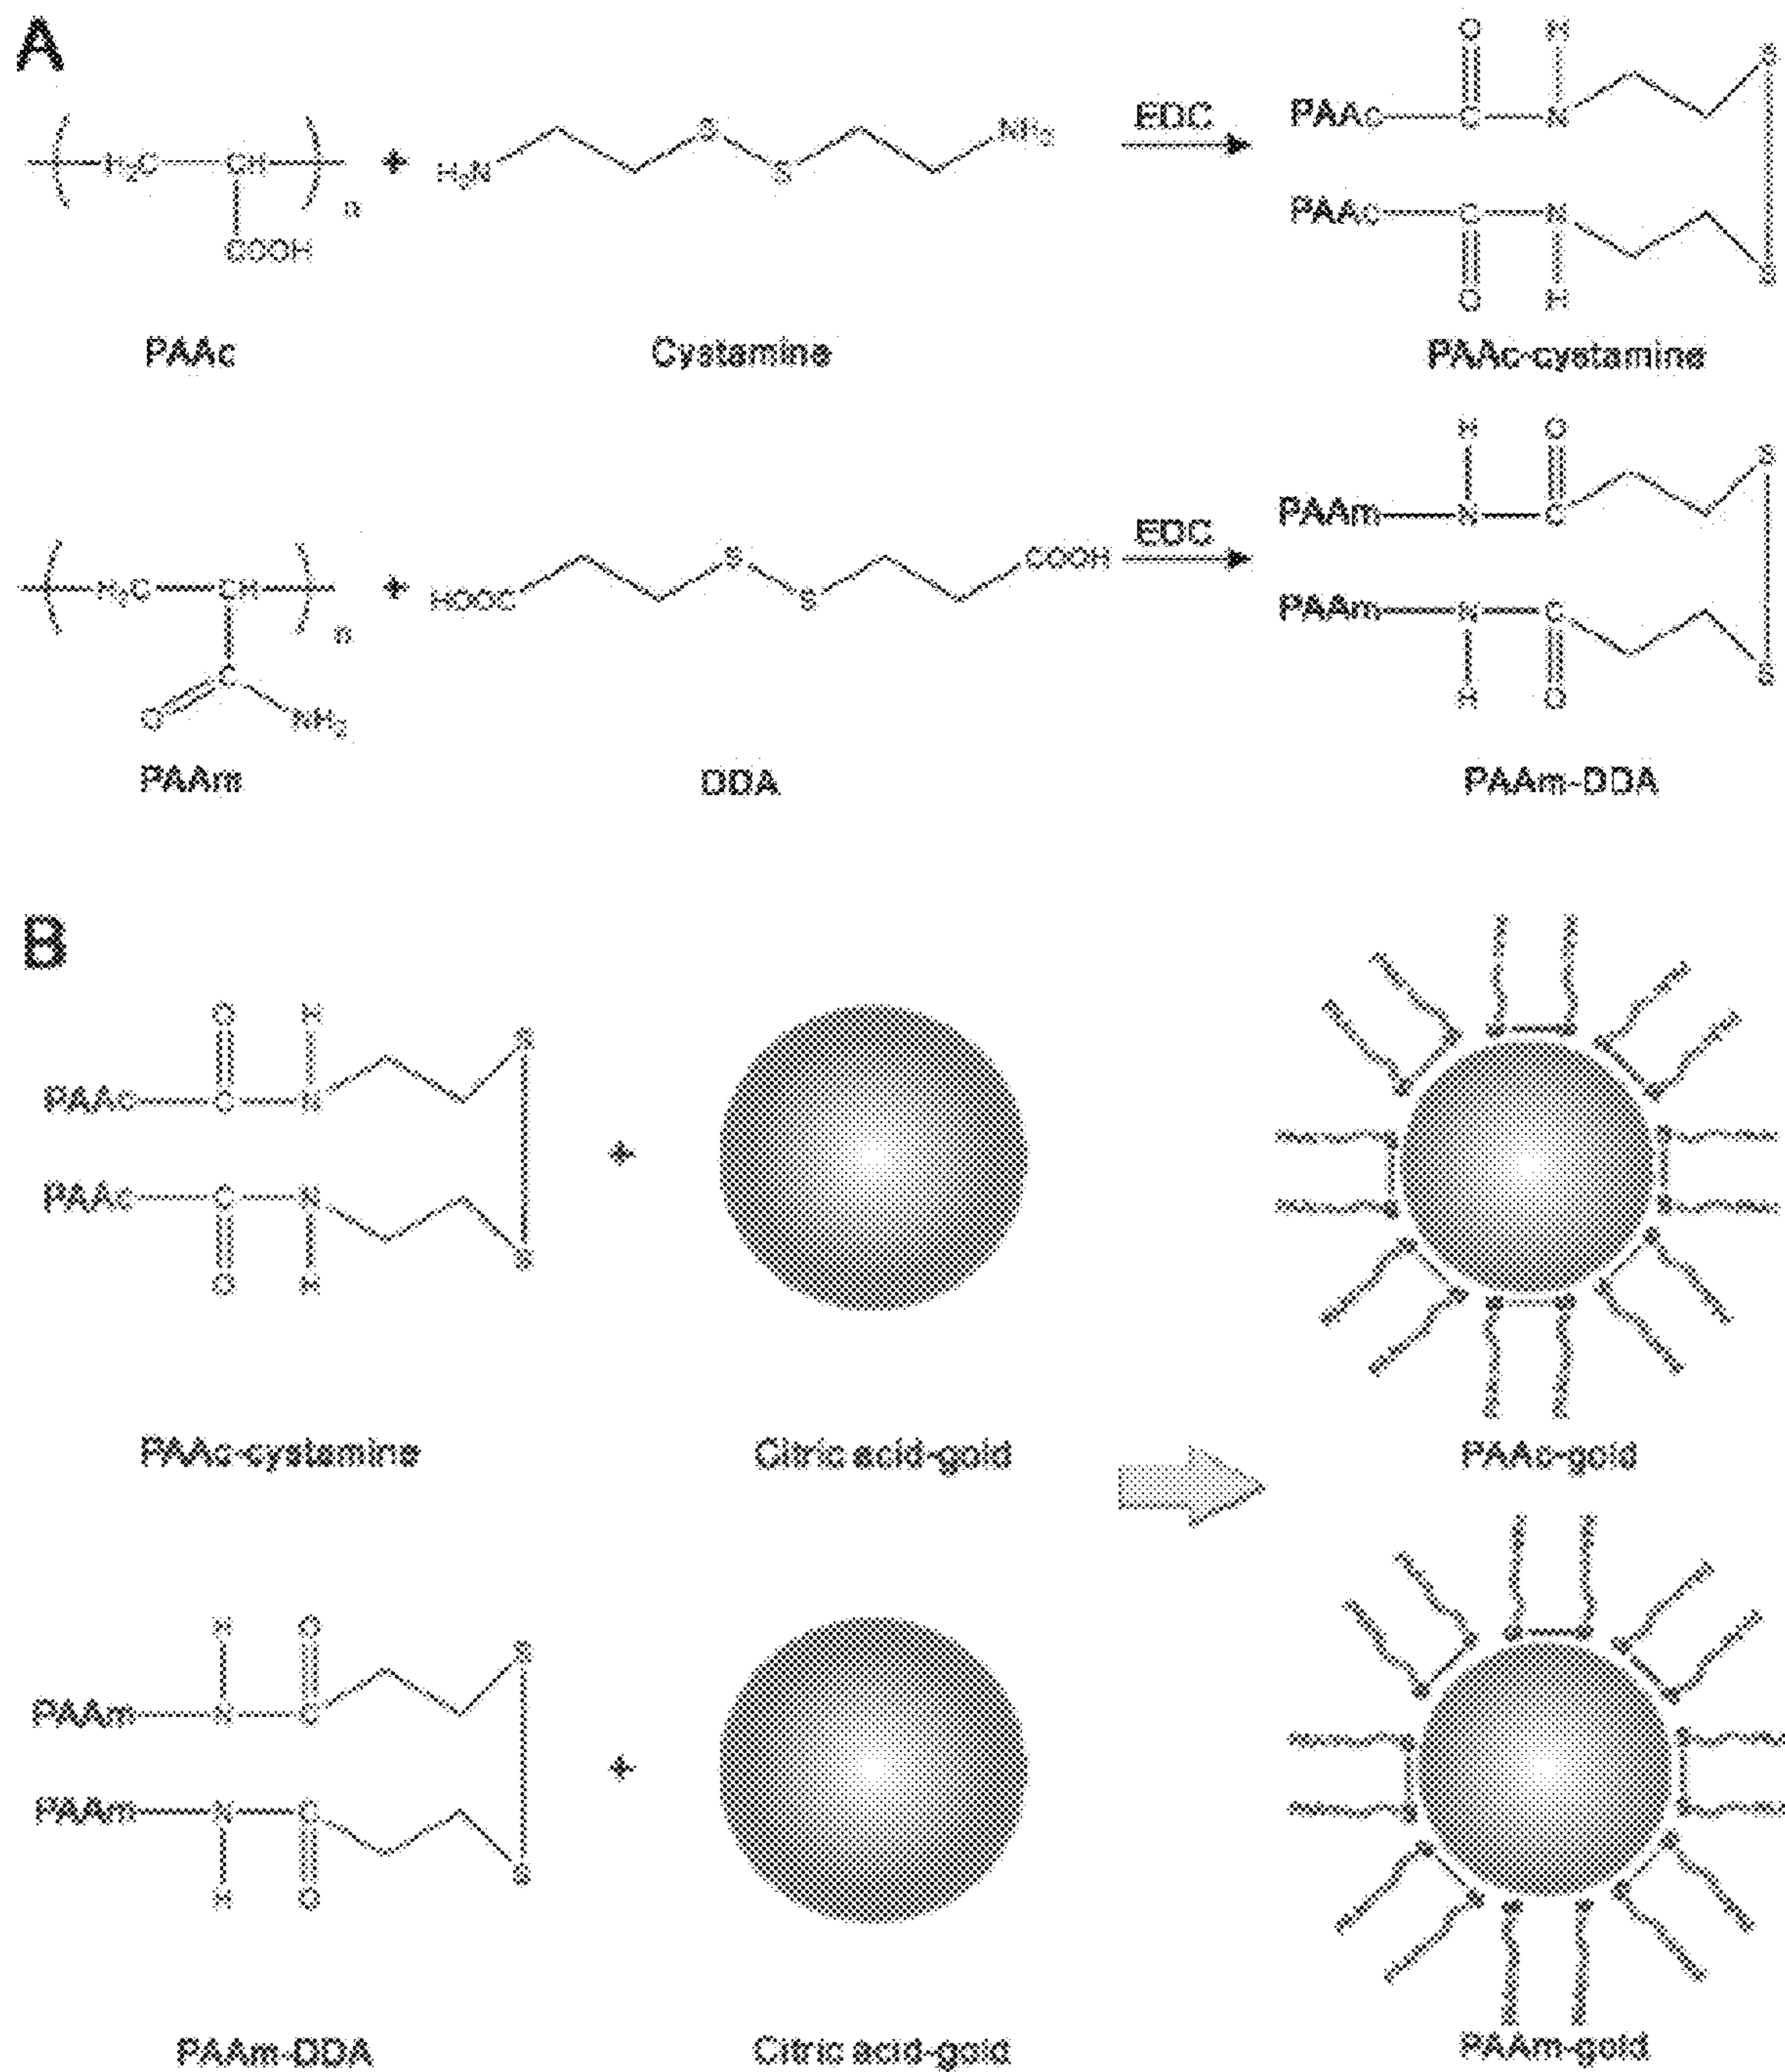 A
H₂C CH n COOH + H₂N S S NH₂ EDC PAAc C O N H S
PAAc C O N H S
PAAc Cystamine PAAc-cystamine
H₂C CH n C O NH₂ + HOOC S S COOH EDC PAAm N H C O S
PAAm N H C O S
PAAm DDA PAAm-DDA
B
O H S
PAAc C N
+
PAAc C N
O H S
PAAc-cystamine Citric acid-gold PAAc-gold
H O S
PAAm N C
+
PAAm N C
H O S
PAAm-DDA Citric acid-gold PAAm-gold